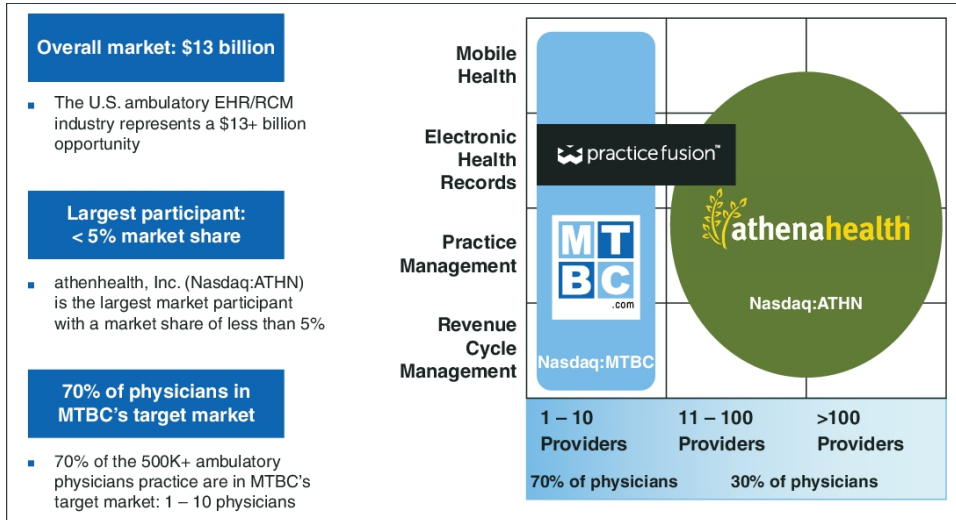 Overall market: $13 billion
▪ The U.S. ambulatory EHR/RCM
industry represents a $13+ billion
opportunity
Largest participant:
< 5% market share
▪ athenhealth, Inc. (Nasdaq:ATHN)
is the largest market participant
with a market share of less than 5%
70% of physicians in
MTBC’s target market
▪ 70% of the 500K+ ambulatory
physicians practice are in MTBC’s
target market: 1 – 10 physicians
Mobile
Health
Electronic
Health
Records
Practice
Management
Revenue
Cycle
Management
practice fusion™
MT
BC
.com
Nasdaq:MTBC
athenahealth
Nasdaq:ATHN
1 – 10
Providers
11 – 100
Providers
>100
Providers
70% of physicians
30% of physicians